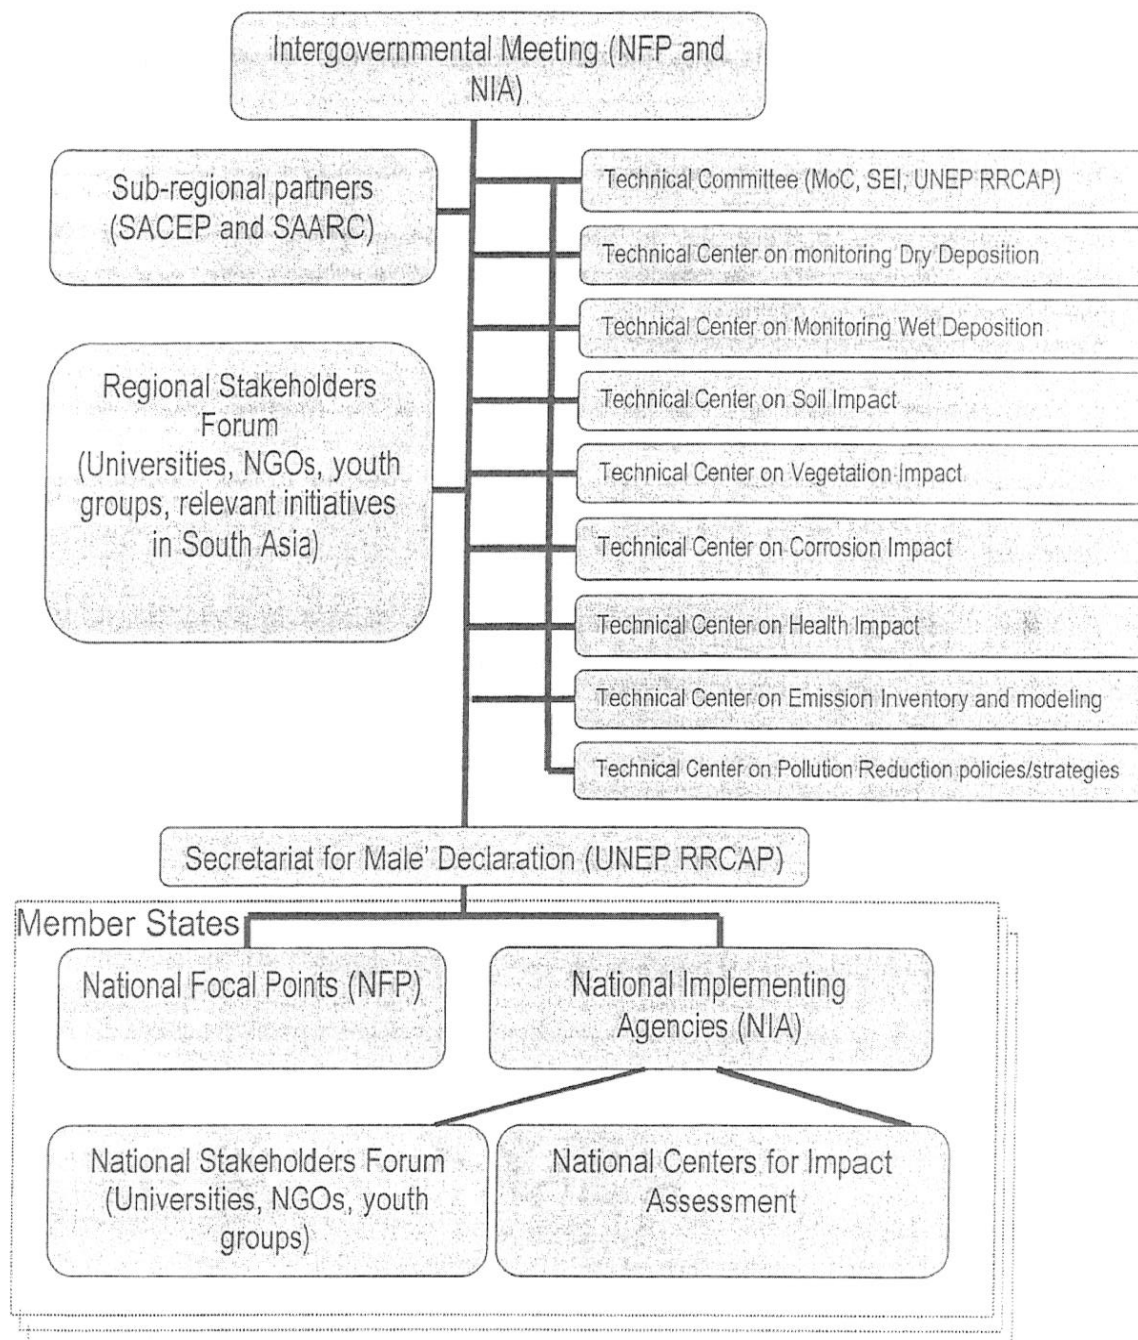 Intergovernmental Meeting (NFP and
NIA)
Sub-regional partners
(SACEP and SAARC)
Technical Committee (MoC, SEI, UNEP RRCAP)
Technical Center on monitoring Dry Deposition
Technical Center on Monitoring Wet Deposition
Regional Stakeholders
Forum
(Universities, NGOs, youth
groups, relevant initiatives
in South Asia)
Technical Center on Soil Impact
Technical Center on Vegetation Impact
Technical Center on Corrosion Impact
Technical Center on Health Impact
Technical Center on Emission Inventory and modeling
Technical Center on Pollution Reduction policies/strategies
Secretariat for Male' Declaration (UNEP RRCAP)
Member States
National Focal Points (NFP)
National Implementing
Agencies (NIA)
National Stakeholders Forum
(Universities, NGOs, youth
groups)
National Centers for Impact
Assessment